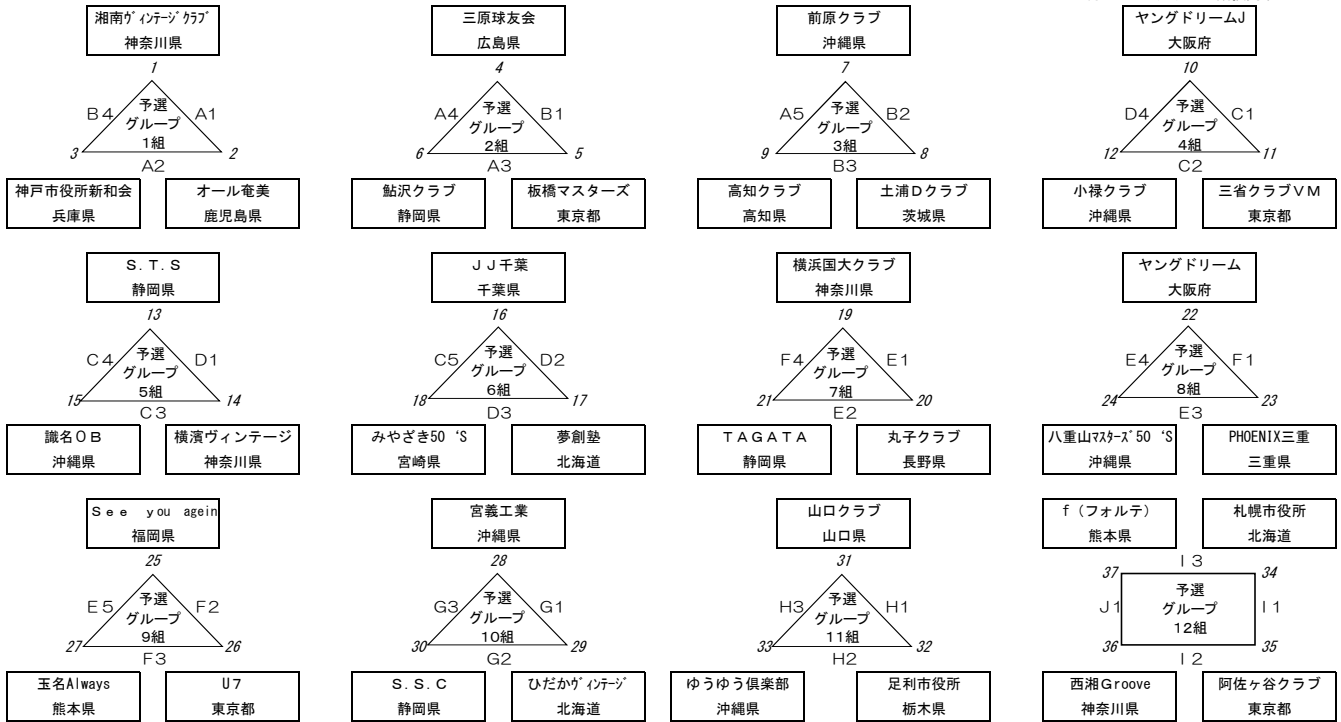 湘南ヴィンテージクラブ
神奈川県
三原球友会
広島県
前原クラブ
沖縄県
ヤングドリームJ
大阪府
1
4
7
10
B4
予選
グループ
1組
A1
A4
予選
グループ
2組
B1
A5
予選
グループ
3組
B2
D4
予選
グループ
4組
C1
3
A2
2
6
A3
5
9
B3
8
12
C2
11
神戸市役所新和会
兵庫県
オール奄美
鹿児島県
鮎沢クラブ
静岡県
板橋マスターズ
東京都
高知クラブ
高知県
土浦Dクラブ
茨城県
小禄クラブ
沖縄県
三省クラブVM
東京都
S.T.S
静岡県
JJ千葉
千葉県
横浜国大クラブ
神奈川県
ヤングドリーム
大阪府
13
16
19
22
C4
予選
グループ
5組
D1
C5
予選
グループ
6組
D2
F4
予選
グループ
7組
E1
E4
予選
グループ
8組
F1
15
C3
14
18
D3
17
21
E2
20
24
E3
23
識名OB
沖縄県
横濱ヴィンテージ
神奈川県
みやざき50‘S
宮崎県
夢創塾
北海道
TAGATA
静岡県
丸子クラブ
長野県
八重山マスターズ50‘S
沖縄県
PHOENIX三重
三重県
See you agein
福岡県
宮義工業
沖縄県
山口クラブ
山口県
f(フォルテ)
熊本県
札幌市役所
北海道
25
28
31
37
I3
34
E5
予選
グループ
9組
F2
G3
予選
グループ
10組
G1
H3
予選
グループ
11組
H1
J1
予選
グループ
12組
I1
27
F3
26
30
G2
29
33
H2
32
36
I2
35
玉名Always
熊本県
U7
東京都
S.S.C
静岡県
ひだかヴィンテージ
北海道
ゆうゆう倶楽部
沖縄県
足利市役所
栃木県
西湘Groove
神奈川県
阿佐ヶ谷クラブ
東京都